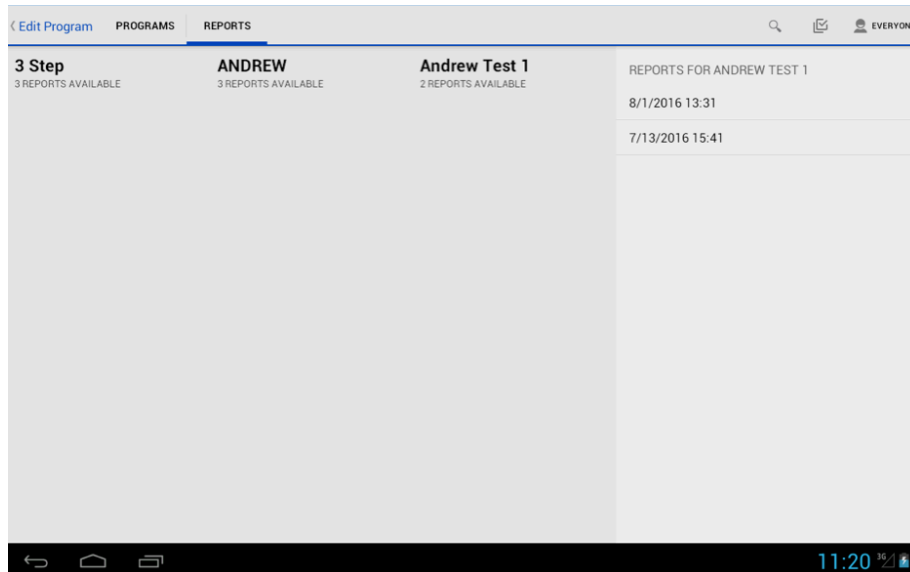 Edit Program PROGRAMS REPORTS EVERYON
3 Step
3 REPORTS AVAILABLE
ANDREW
3 REPORTS AVAILABLE
Andrew Test 1
2 REPORTS AVAILABLE
REPORTS FOR ANDREW TEST 1
8/1/2016 13:31
7/13/2016 15:41
11:20 3G